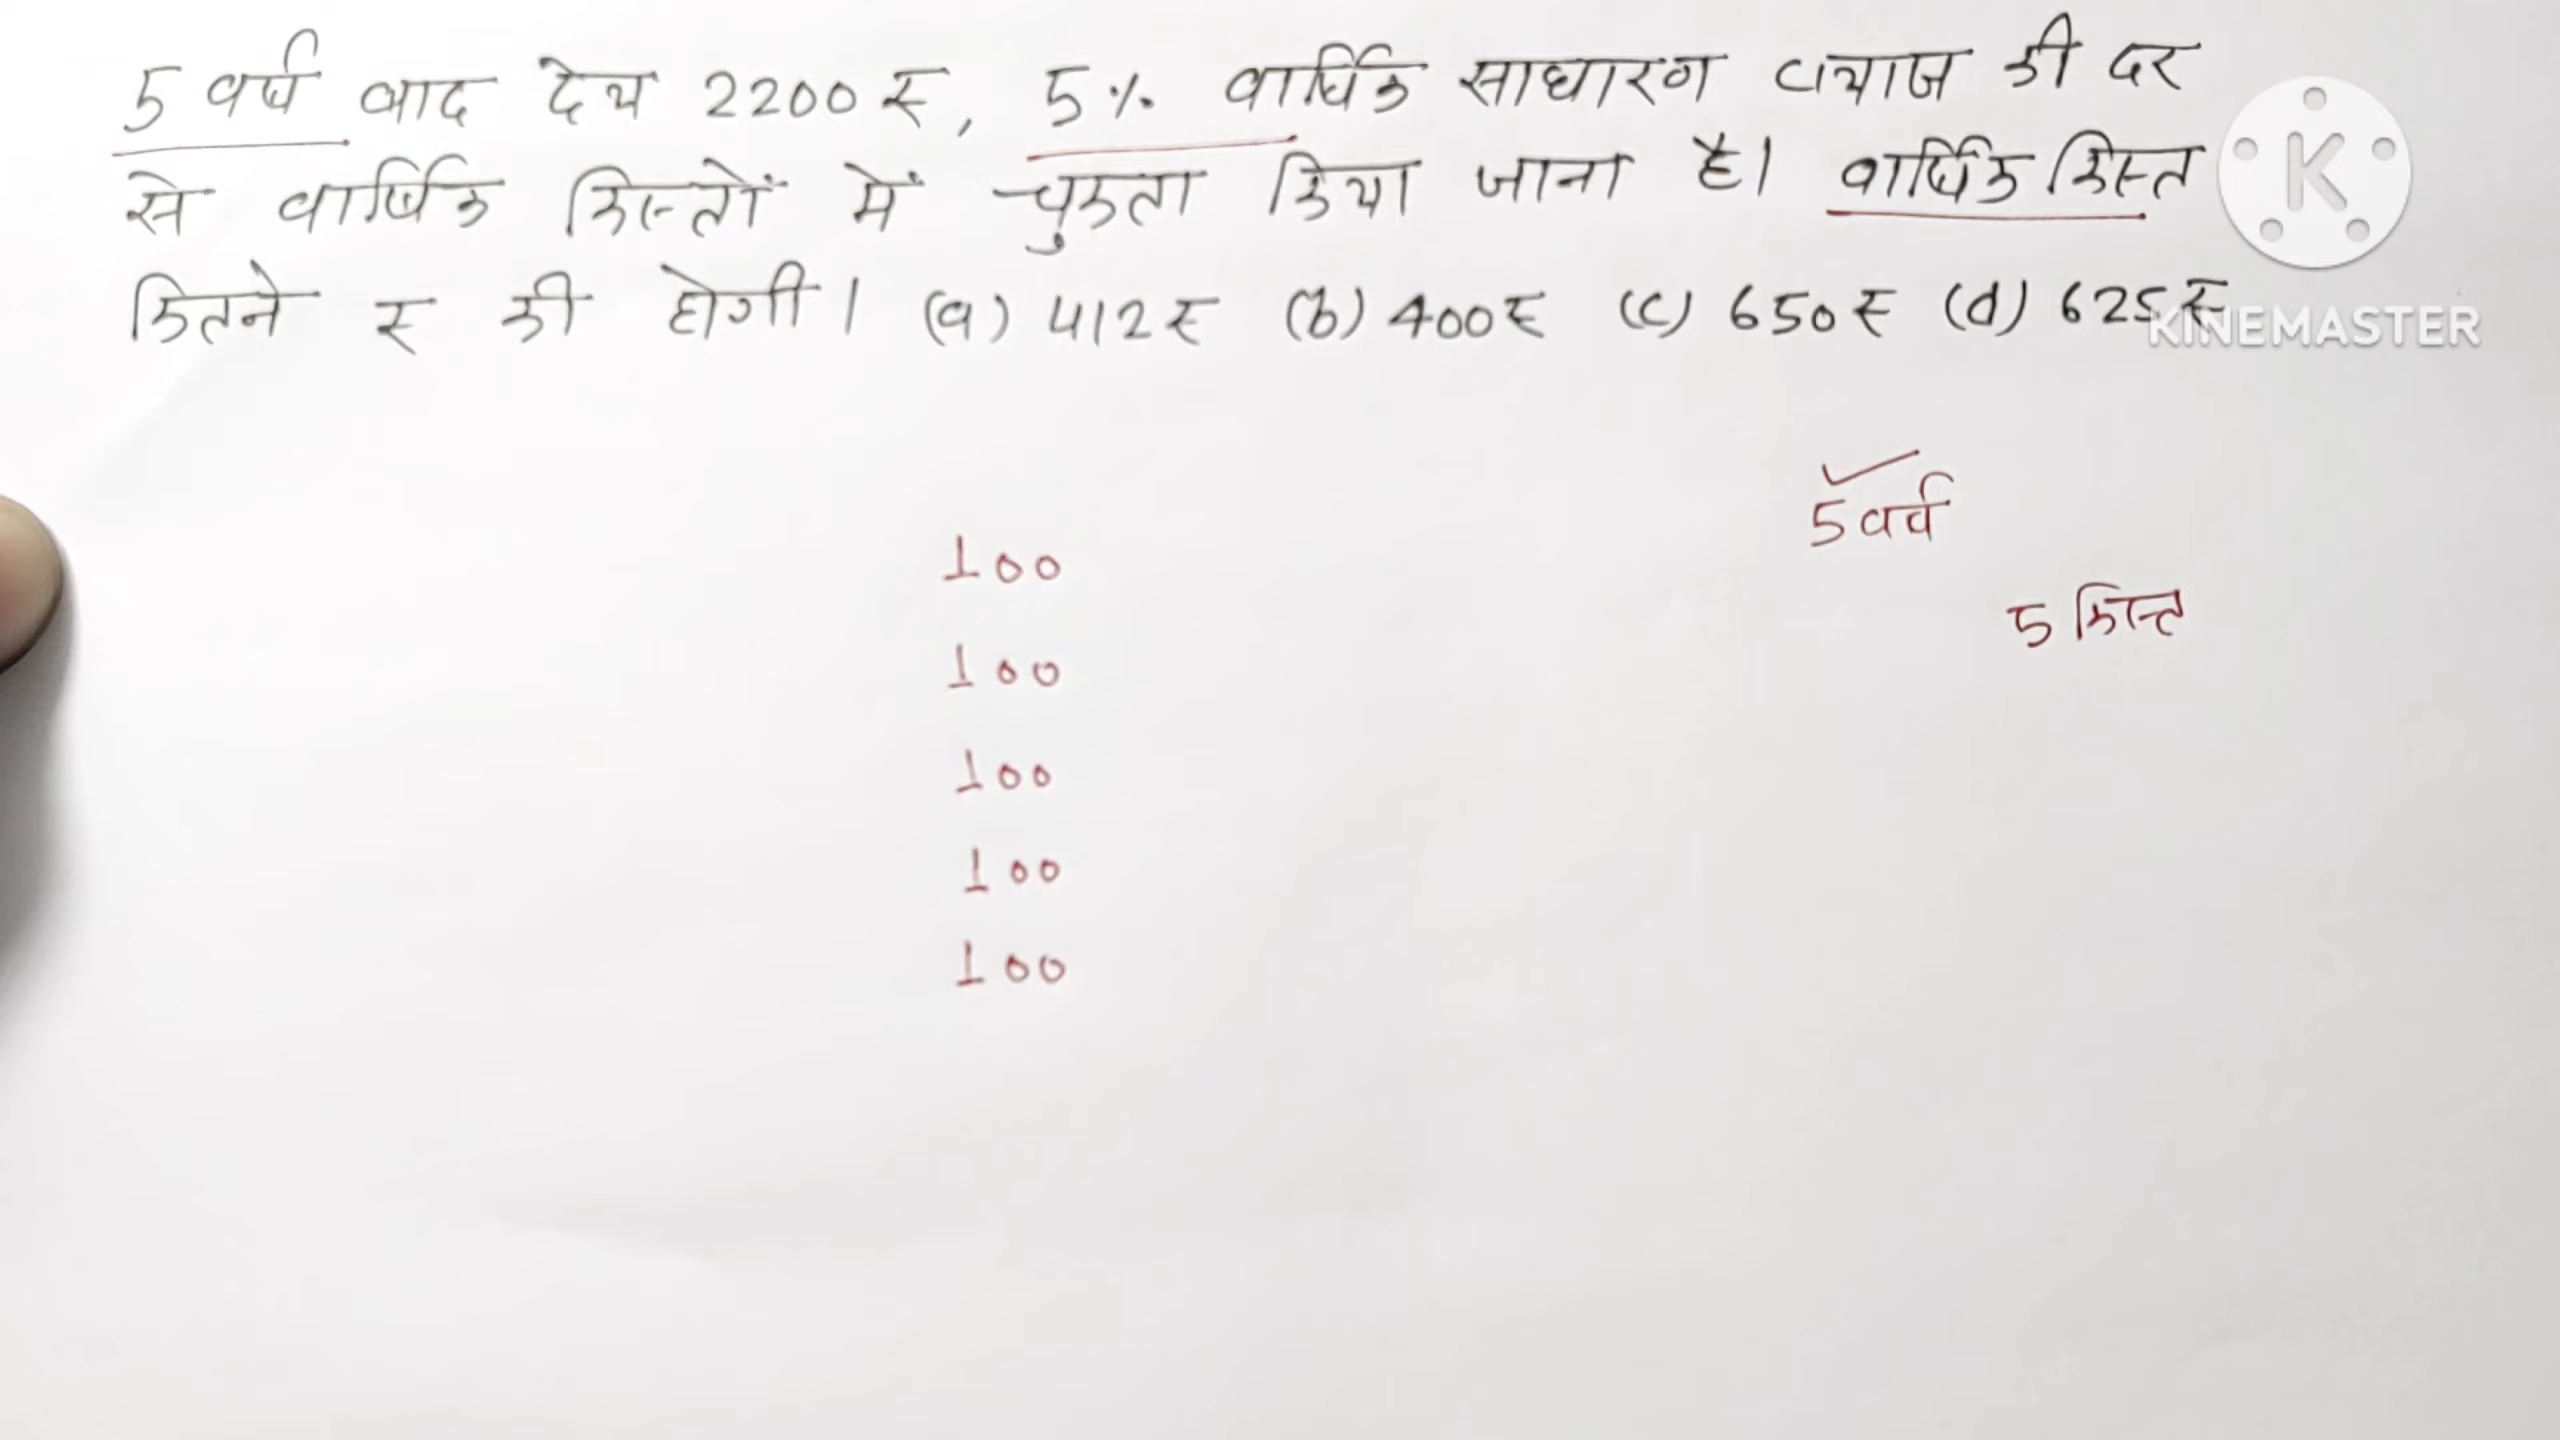 5 वर्ष बाद देय 2200 रु, 5% वार्षिक साधारण ब्याज की दर
से वार्षिक किस्तों में चुकता किया जाना है। वार्षिक किस्त
कितने रु की होगी। (a) 412 रु (b) 400 रु (c) 650 रु (d) 625 रु
K
KINEMASTER
5 वर्ष
5 किस्त
100
100
100
100
100